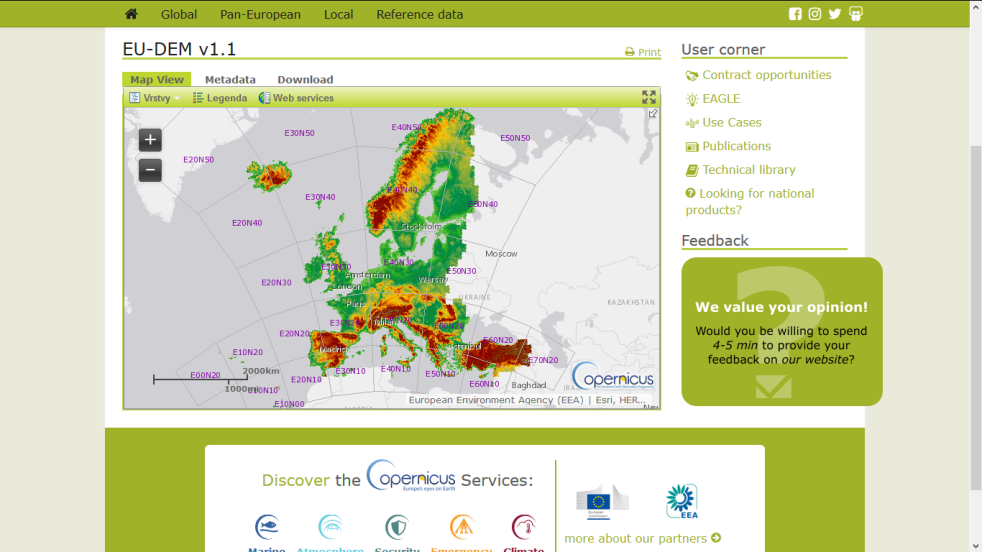 Global Pan-European Local Reference data
EU-DEM v1.1
Print
Map View Metadata Download
Vrstvy Legenda Web services
+
−
E30N50
E40N50
E50N50
E20N50
E30N40
E40N40
E50N40
E20N40
Stockholm
Moscow
E30N30
E40N30
E50N30
Amsterdam
Warsaw
London
E20N30
UKRAINE
KAZAKHSTAN
Paris
E20N20
Milan
E60N20
Madrid
E10N20
E70N20
E00N20
2000km
1000mi
E10N10
E20N10
E30N10
E40N10
E50N10
E60N10
Baghdad
E10N00
opernicus
European Environment Agency (EEA) | Esri, HER...
User corner
Contract opportunities
EAGLE
Use Cases
Publications
Technical library
Looking for national
products?
Feedback
We value your opinion!
Would you be willing to spend
4-5 min to provide your
feedback on our website?
Discover the opernicus Services:
Europe's eyes on Earth
Marine Atmosphere Security Emergency Climate
European
Commission
EEA
more about our partners